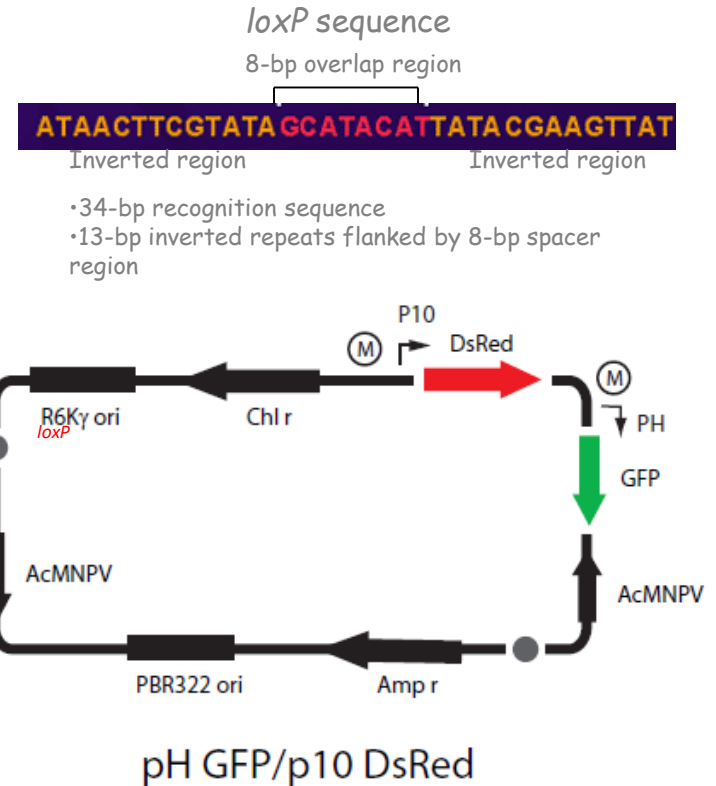 loxP sequence
8-bp overlap region
ATAACTTCGTATAGCATACATTATACGAAGTTAT
Inverted region Inverted region
•34-bp recognition sequence
•13-bp inverted repeats flanked by 8-bp spacer
region
P10
M DsRed M
R6Kγ ori Chl r PH
loxP
GFP
AcMNPV AcMNPV
PBR322 ori Amp r
pH GFP/p10 DsRed